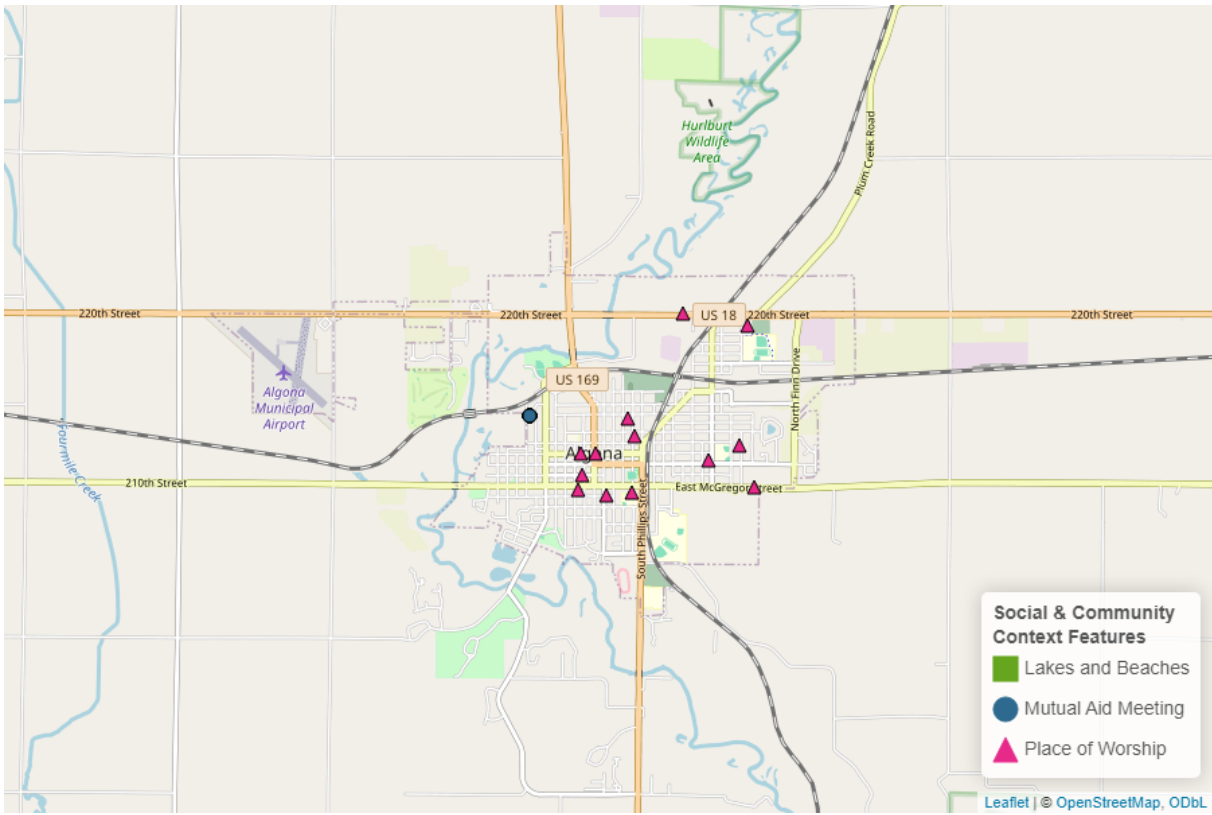 Hurlburt
Wildlife
Area
Plum Creek Road
220th Street
220th Street
US 18
220th Street
220th Street
US 169
North Finn Drive
Algona
Municipal
Airport
Fourmile Creek
Algona
210th Street
East McGregor Street
South Phillips Street
Social & Community
Context Features
Lakes and Beaches
Mutual Aid Meeting
Place of Worship
Leaflet | © OpenStreetMap, ODbL